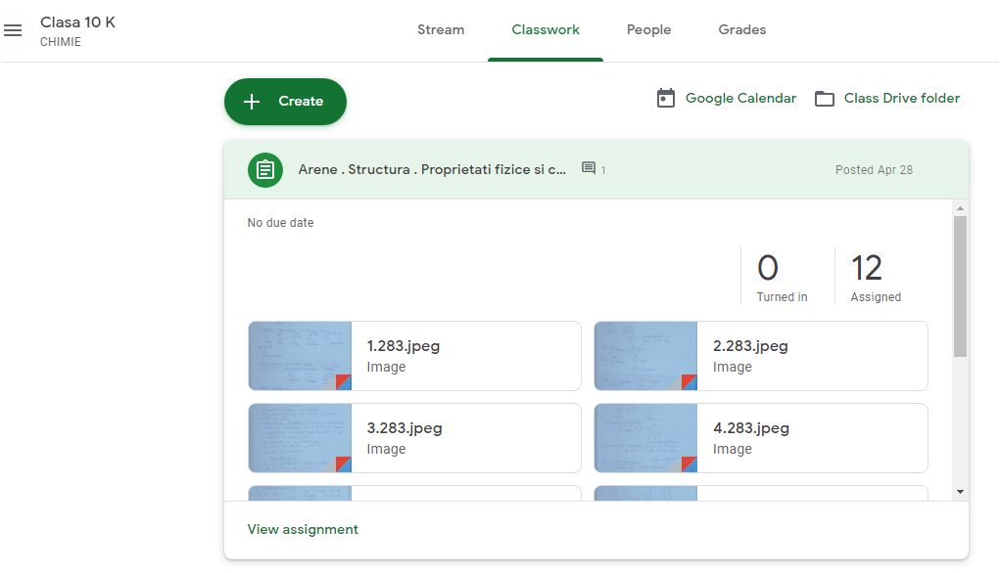 Clasa 10 K
CHIMIE
Stream
Classwork
People
Grades
Create
Google Calendar
Class Drive folder
Arene . Structura . Proprietati fizice si c...
1
Posted Apr 28
No due date
0
Turned in
12
Assigned
1.283.jpeg
Image
2.283.jpeg
Image
3.283.jpeg
Image
4.283.jpeg
Image
View assignment